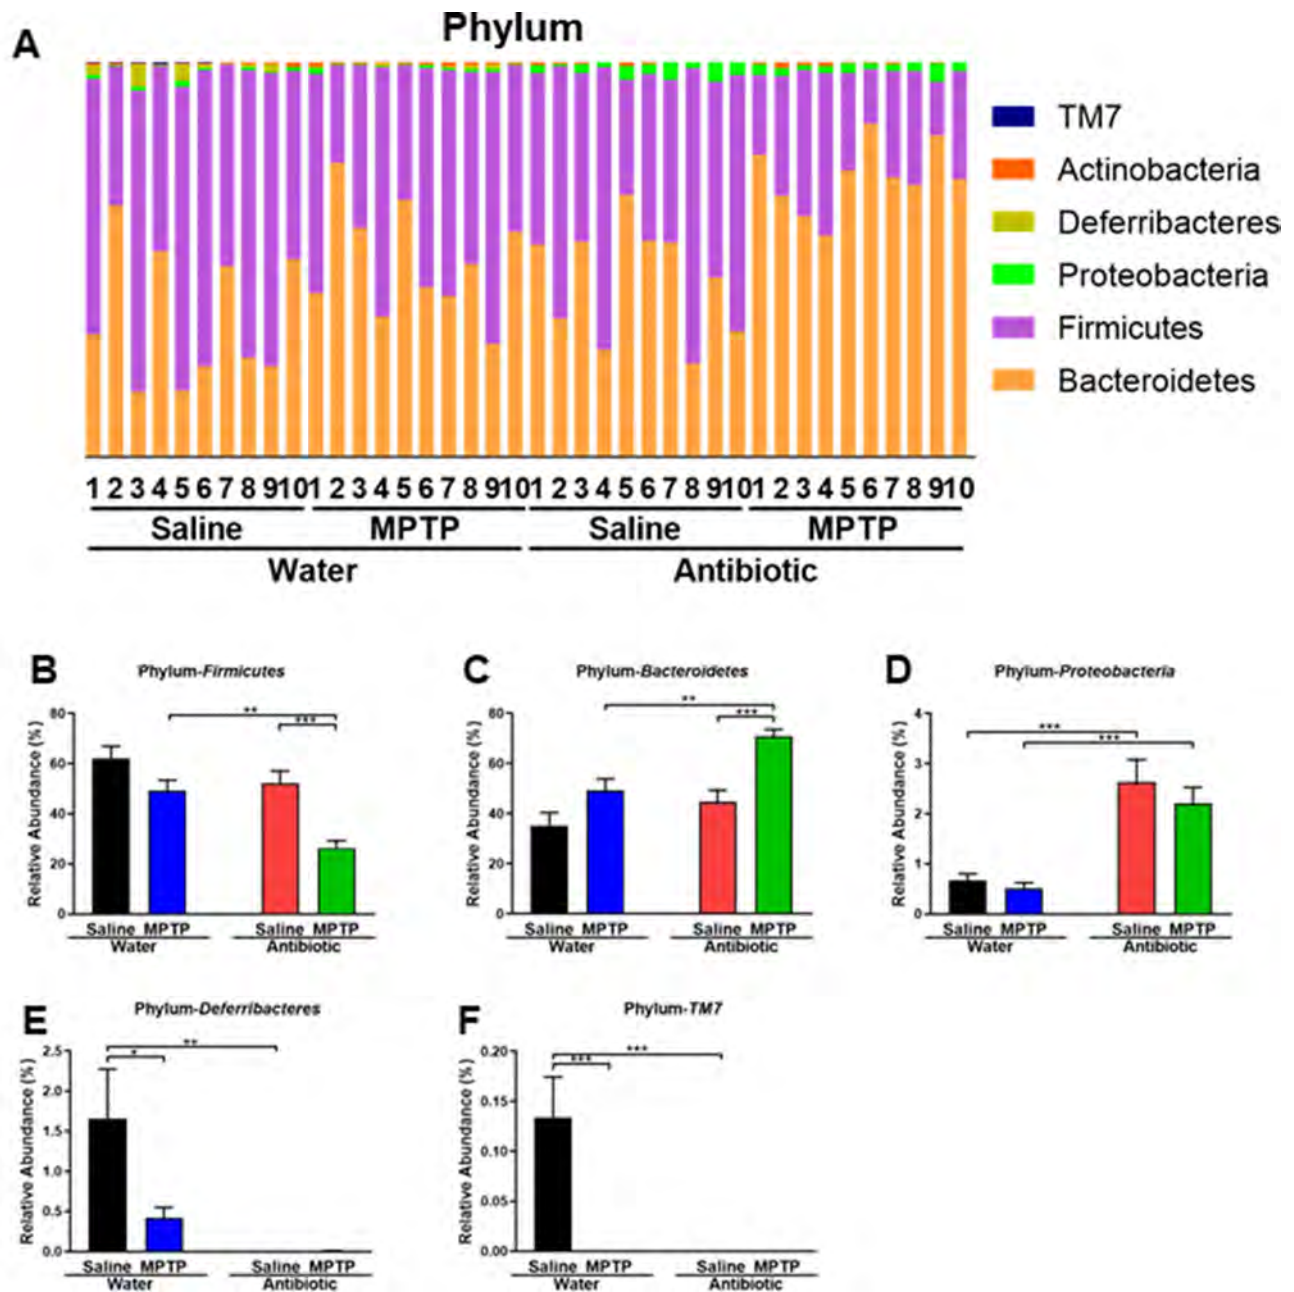 Phylum
A
TM7
Actinobacteria
Deferribacteres
Proteobacteria
Firmicutes
Bacteroidetes
1 2 3 4 5 6 7 8 9 10 1 2 3 4 5 6 7 8 9 10 1 2 3 4 5 6 7 8 9 10 1 2 3 4 5 6 7 8 9 10
Saline MPTP Saline MPTP
Water Antibiotic
B
Phylum-Firmicutes
Relative Abundance (%)
80
60
40
20
0
**
***
Saline MPTP Saline MPTP
Water Antibiotic
C
Phylum-Bacteroidetes
Relative Abundance (%)
80
60
40
20
0
**
***
Saline MPTP Saline MPTP
Water Antibiotic
D
Phylum-Proteobacteria
Relative Abundance (%)
4
3
2
1
0
***
***
Saline MPTP Saline MPTP
Water Antibiotic
E
Phylum-Deferribacteres
Relative Abundance (%)
2.5
2.0
1.5
1.0
0.5
0.0
**
*
Saline MPTP Saline MPTP
Water Antibiotic
F
Phylum-TM7
Relative Abundance (%)
0.20
0.15
0.10
0.05
0.00
***
***
Saline MPTP Saline MPTP
Water Antibiotic